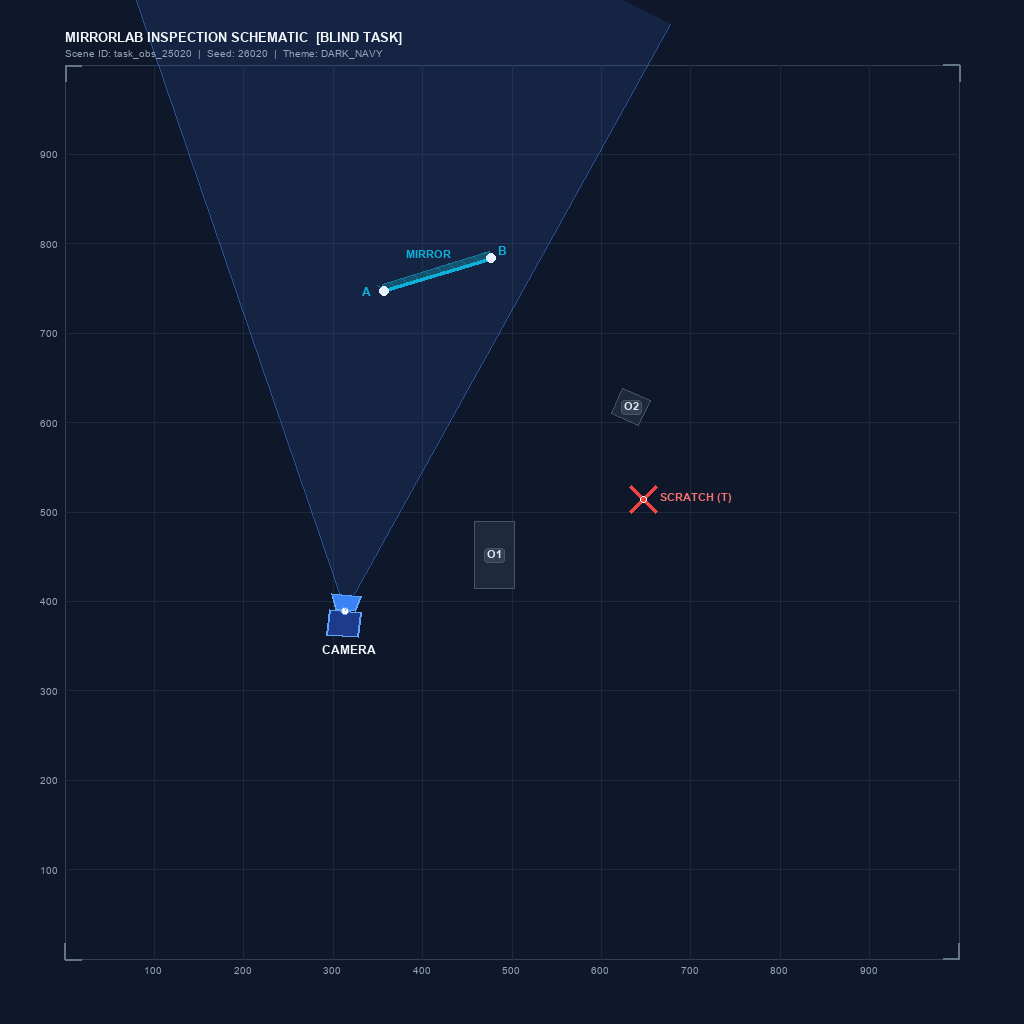 MIRRORLAB INSPECTION SCHEMATIC [BLIND TASK]
Scene ID: task_obs_25020 | Seed: 26020 | Theme: DARK_NAVY
900
800
MIRROR
B
A
700
600
O2
500
SCRATCH (T)
O1
400
CAMERA
300
200
100
100 200 300 400 500 600 700 800 900